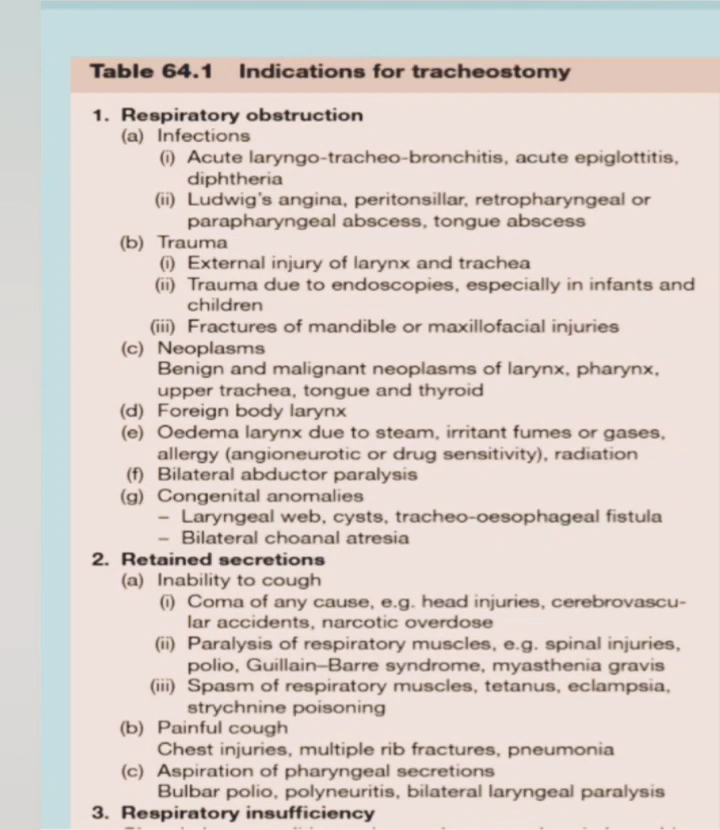 Table 64.1 Indications for tracheostomy
1. Respiratory obstruction
(a) Infections
(i) Acute laryngo-tracheo-bronchitis, acute epiglottitis,
diphtheria
(ii) Ludwig's angina, peritonsillar, retropharyngeal or
parapharyngeal abscess, tongue abscess
(b) Trauma
(i) External injury of larynx and trachea
(ii) Trauma due to endoscopies, especially in infants and
children
(iii) Fractures of mandible or maxillofacial injuries
(c) Neoplasms
Benign and malignant neoplasms of larynx, pharynx,
upper trachea, tongue and thyroid
(d) Foreign body larynx
(e) Oedema larynx due to steam, irritant fumes or gases,
allergy (angioneurotic or drug sensitivity), radiation
(f) Bilateral abductor paralysis
(g) Congenital anomalies
– Laryngeal web, cysts, tracheo-oesophageal fistula
– Bilateral choanal atresia
2. Retained secretions
(a) Inability to cough
(i) Coma of any cause, e.g. head injuries, cerebrovascu-
lar accidents, narcotic overdose
(ii) Paralysis of respiratory muscles, e.g. spinal injuries,
polio, Guillain–Barre syndrome, myasthenia gravis
(iii) Spasm of respiratory muscles, tetanus, eclampsia,
strychnine poisoning
(b) Painful cough
Chest injuries, multiple rib fractures, pneumonia
(c) Aspiration of pharyngeal secretions
Bulbar polio, polyneuritis, bilateral laryngeal paralysis
3. Respiratory insufficiency